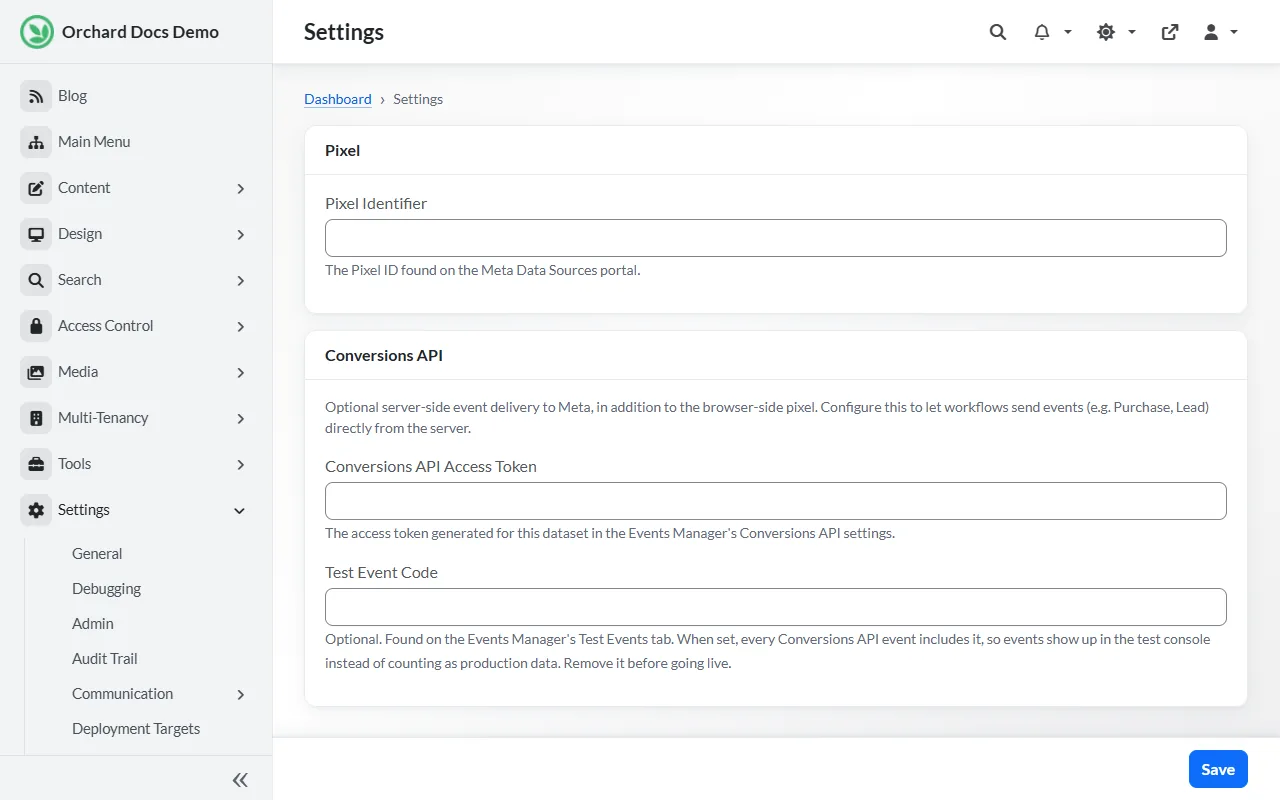 Orchard Docs Demo
Settings
Blog
Main Menu
Content
Design
Search
Access Control
Media
Multi-Tenancy
Tools
Settings
General
Debugging
Admin
Audit Trail
Communication
Deployment Targets
Dashboard › Settings
Pixel
Pixel Identifier
The Pixel ID found on the Meta Data Sources portal.
Conversions API
Optional server-side event delivery to Meta, in addition to the browser-side pixel. Configure this to let workflows send events (e.g. Purchase, Lead)
directly from the server.
Conversions API Access Token
The access token generated for this dataset in the Events Manager's Conversions API settings.
Test Event Code
Optional. Found on the Events Manager's Test Events tab. When set, every Conversions API event includes it, so events show up in the test console
instead of counting as production data. Remove it before going live.
Save